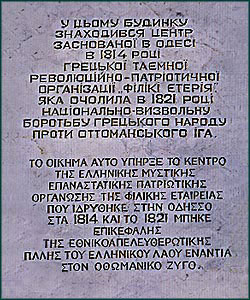 У ЦЬОМУ БУДИНКУ
ЗНАХОДИВСЯ ЦЕНТР
ЗАСНОВАНОЇ В ОДЕСІ
В 1814 РОЦІ
ГРЕЦЬКОЇ ТАЄМНОЇ
РЕВОЛЮЦІЙНО-ПАТРІОТИЧНОЇ
ОРГАНІЗАЦІЇ „ФІЛІКІ ЕТЕРІЯ”,
ЯКА ОЧОЛИЛА В 1821 РОЦІ
НАЦІОНАЛЬНО-ВИЗВОЛЬНУ
БОРОТЬБУ ГРЕЦЬКОГО НАРОДУ
ПРОТИ ОТТОМАНСЬКОГО ІГА.
ΤΟ ΟΙΚΗΜΑ ΑΥΤΟ ΥΠΗΡΞΕ ΤΟ ΚΕΝΤΡΟ
ΤΗΣ ΕΛΛΗΝΙΚΗΣ ΜΥΣΤΙΚΗΣ
ΕΠΑΝΑΣΤΑΤΙΚΗΣ ΠΑΤΡΙΩΤΙΚΗΣ
ΟΡΓΑΝΩΣΗΣ ΤΗΣ ΦΙΛΙΚΗΣ ΕΤΑΙΡΕΙΑΣ
ΠΟΥ ΙΔΡΥΘΗΚΕ ΣΤΗΝ ΟΔΗΣΣΟ
ΣΤΑ 1814 ΚΑΙ ΤΟ 1821 ΜΠΗΚΕ
ΕΠΙΚΕΦΑΛΗΣ
ΤΗΣ ΕΘΝΙΚΟΑΠΕΛΕΥΘΕΡΩΤΙΚΗΣ
ΠΑΛΗΣ ΤΟΥ ΕΛΛΗΝΙΚΟΥ ΛΑΟΥ ΕΝΑΝΤΙΑ
ΣΤΟΝ ΟΘΩΜΑΝΙΚΟ ΖΥΓΟ.